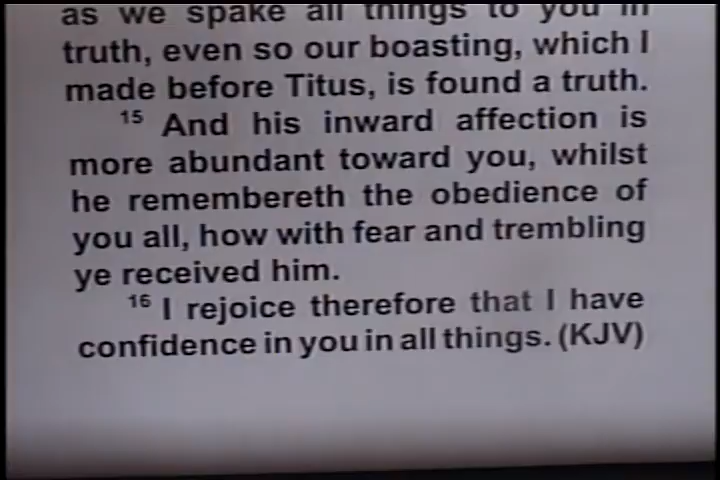 as we spake all things to you in
truth, even so our boasting, which I
made before Titus, is found a truth.
15 And his inward affection is
more abundant toward you, whilst
he remembereth the obedience of
you all, how with fear and trembling
ye received him.
16 I rejoice therefore that I have
confidence in you in all things. (KJV)